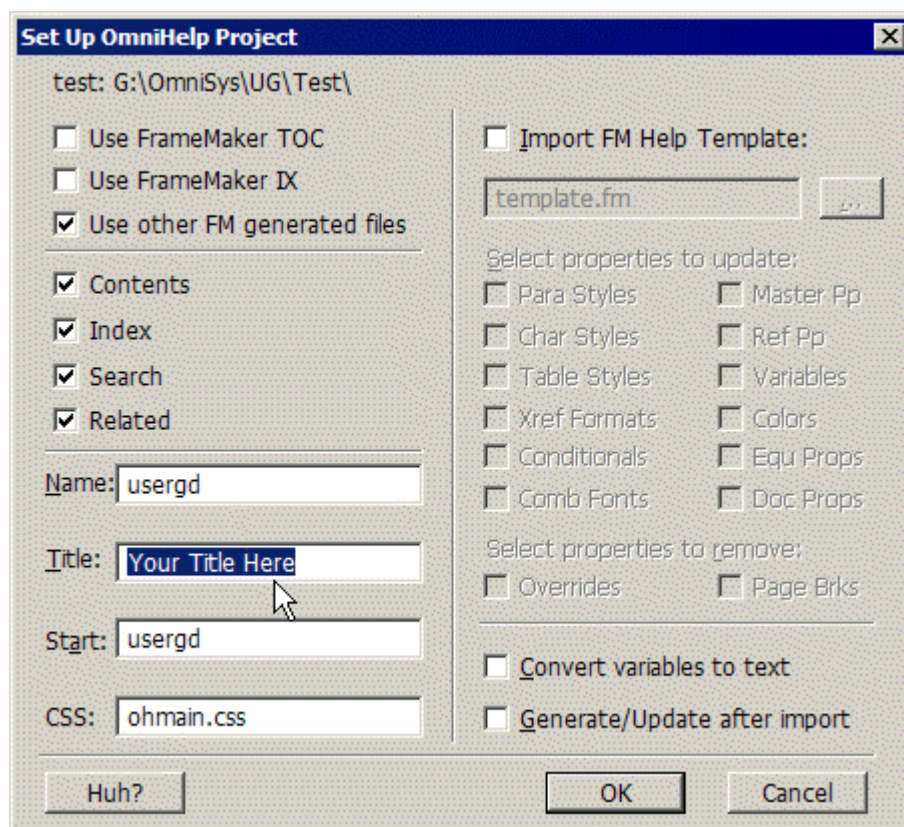 Set Up OmniHelp Project
test: G:\OmniSys\UG\Test\
Use FrameMaker TOC
Use FrameMaker IX
Use other FM generated files
Contents
Index
Search
Related
Name: usergd
Title: Your Title Here
Start: usergd
CSS: ohmain.css
Import FM Help Template:
template.fm ...
Select properties to update:
Para Styles Master Pp
Char Styles Ref Pp
Table Styles Variables
Xref Formats Colors
Conditionals Equ Props
Comb Fonts Doc Props
Select properties to remove:
Overrides Page Brks
Convert variables to text
Generate/Update after import
Huh? OK Cancel